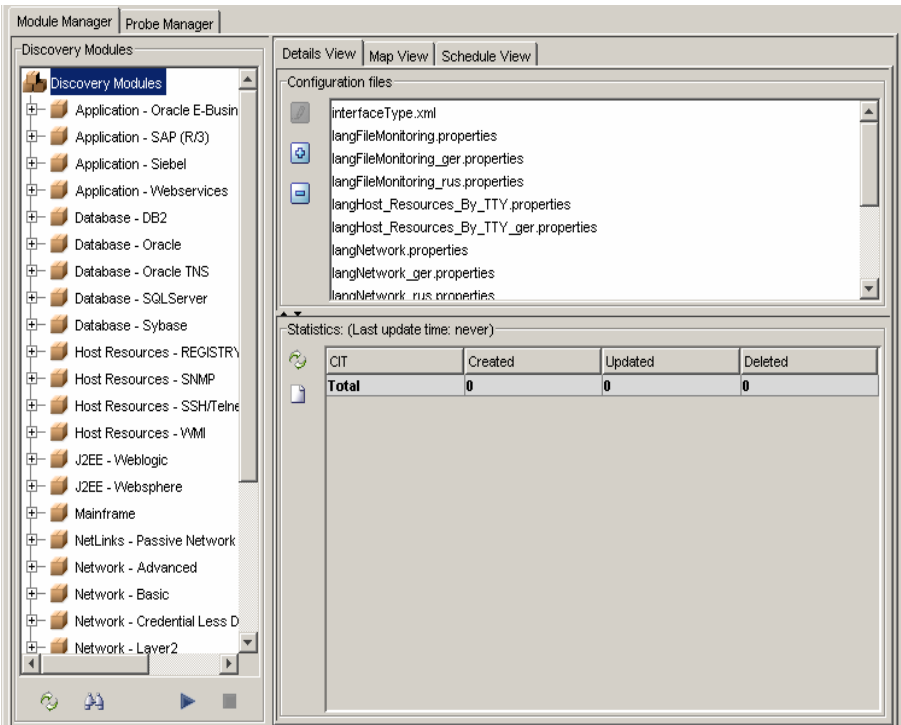 Module Manager
Probe Manager
Discovery Modules
Discovery Modules
Application - Oracle E-Busin
Application - SAP (R/3)
Application - Siebel
Application - Webservices
Database - DB2
Database - Oracle
Database - Oracle TNS
Database - SQLServer
Database - Sybase
Host Resources - REGISTRY
Host Resources - SNMP
Host Resources - SSH/Telne
Host Resources - WMI
J2EE - Weblogic
J2EE - Websphere
Mainframe
NetLinks - Passive Network
Network - Advanced
Network - Basic
Network - Credential Less D
Network - Layer2
Details View
Map View
Schedule View
Configuration files
interfaceType.xml
langFileMonitoring.properties
langFileMonitoring_ger.properties
langFileMonitoring_rus.properties
langHost_Resources_By_TTY.properties
langHost_Resources_By_TTY_ger.properties
langNetwork.properties
langNetwork_ger.properties
langNetwork_rus.properties
Statistics: (Last update time: never)
CIT Created Updated Deleted
Total 0 0 0